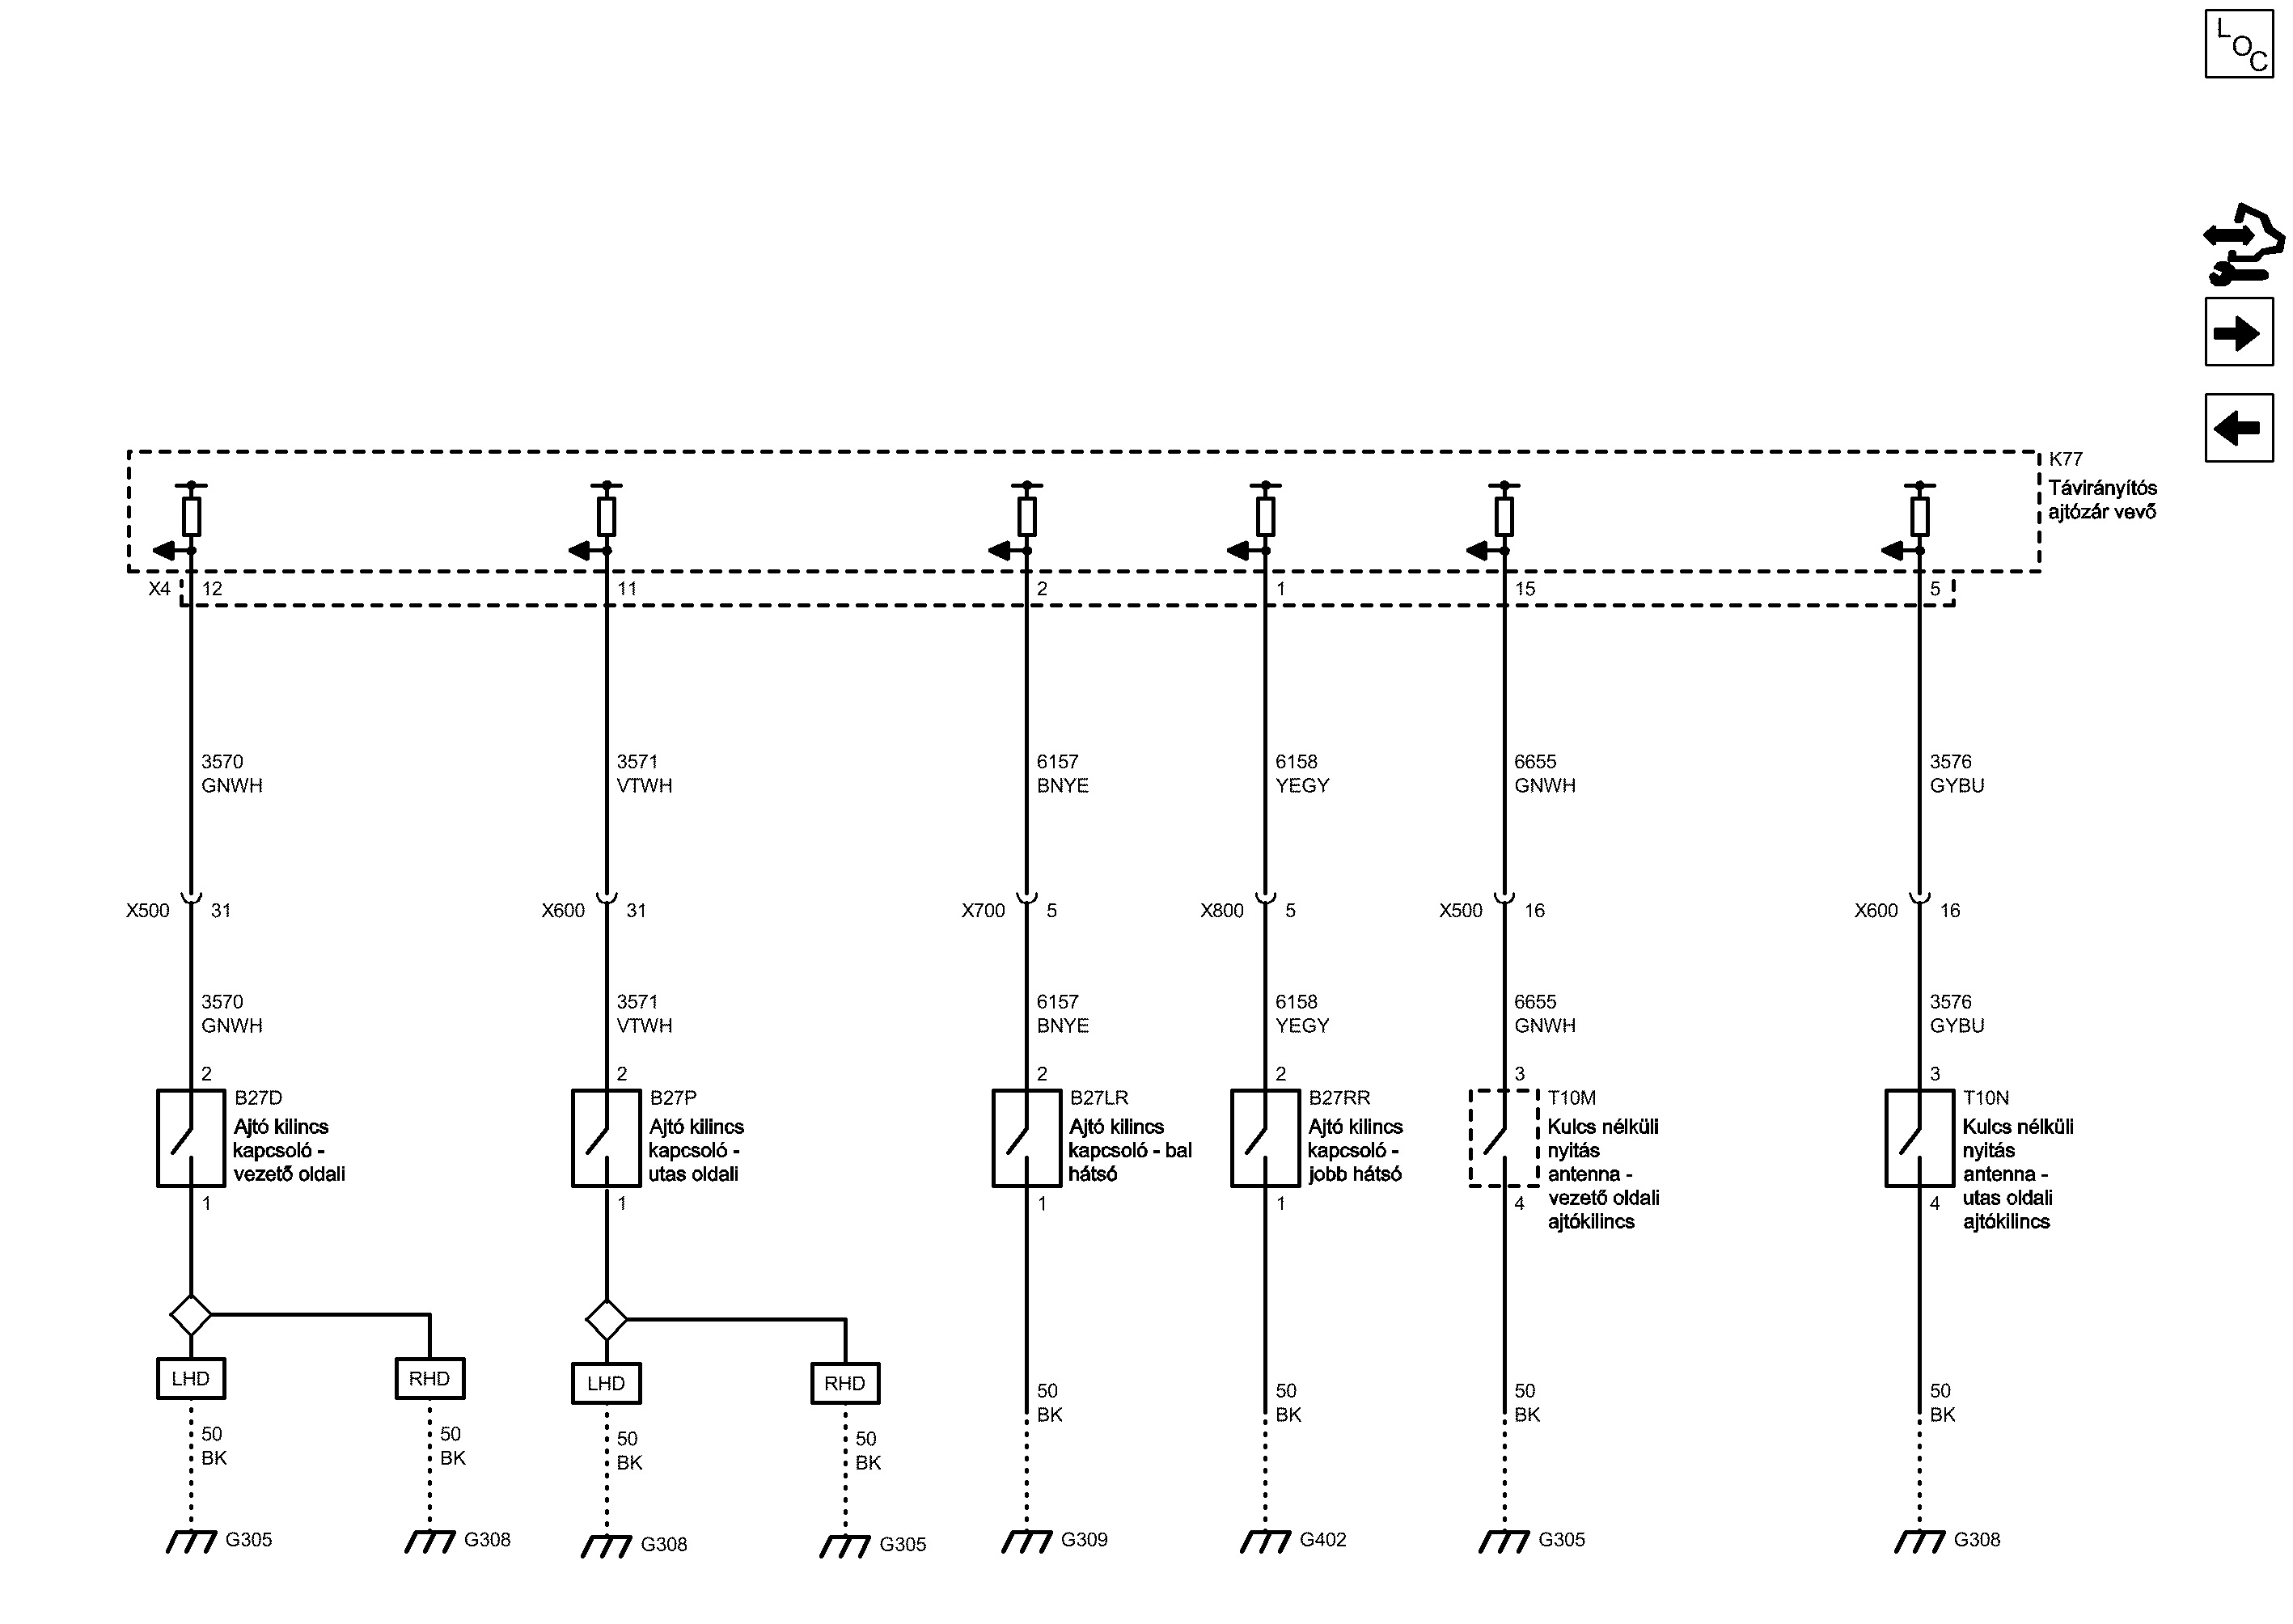 LOC
K77
Távirányítós
ajtózár vevő
X4 12 11 2 1 15 5
3570 3571 6157 6158 6655 3576
GNWH VTWH BNYE YEGY GNWH GYBU
X500 31 X600 31 X700 5 X800 5 X500 16 X600 16
3570 3571 6157 6158 6655 3576
GNWH VTWH BNYE YEGY GNWH GYBU
2 2 2 2 3 3
B27D
Ajtó kilincs
kapcsoló -
vezető oldali
B27P
Ajtó kilincs
kapcsoló -
utas oldali
B27LR
Ajtó kilincs
kapcsoló - bal
hátsó
B27RR
Ajtó kilincs
kapcsoló -
jobb hátsó
T10M
Kulcs nélküli
nyitás
antenna -
vezető oldali
ajtókilincs
T10N
Kulcs nélküli
nyitás
antenna -
utas oldali
ajtókilincs
1 1 1 1 4 4
LHD RHD LHD RHD
50 50 50 50 50 50 50 50
BK BK BK BK BK BK BK BK
G305 G308 G308 G305 G309 G402 G305 G308